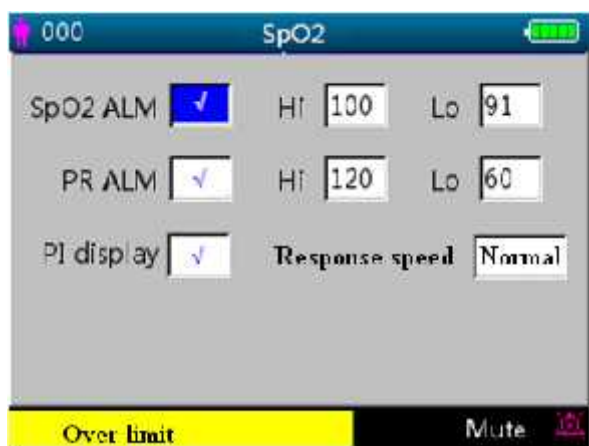 000 SpO2
SpO2 ALM √ Hi 100 Lo 91
PR ALM √ Hi 120 Lo 60
PI display √ Response speed Normal
Over limit Mute